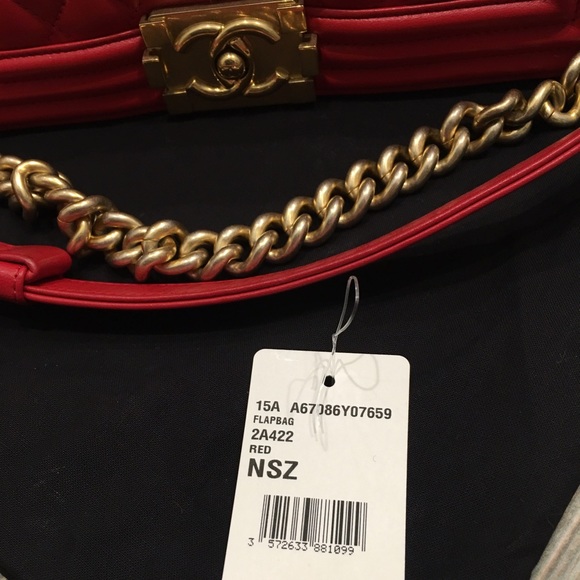 15A A67086Y07659
FLAPBAG
2A422
RED
NSZ
3 572633 881099